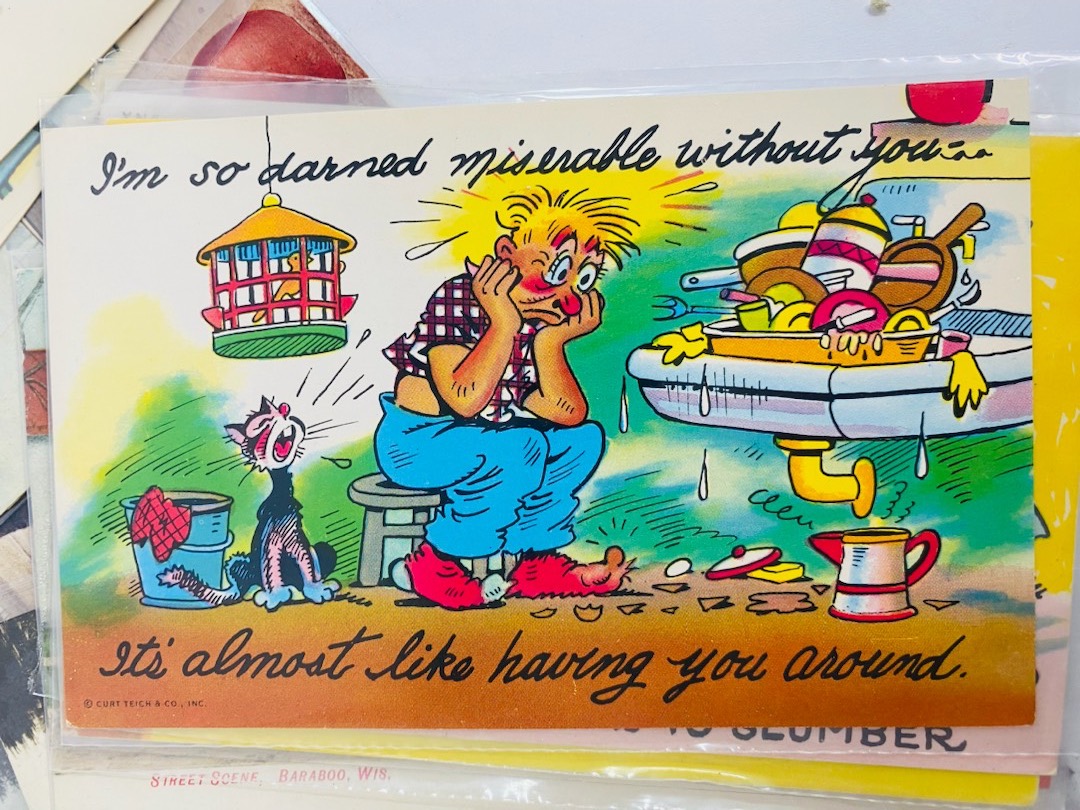 I'm so darned miserable without you...
It's almost like having you around.
© CURT TEICH & CO., INC.
TO SLUMBER
STREET SCENE, BARABOO, WIS.